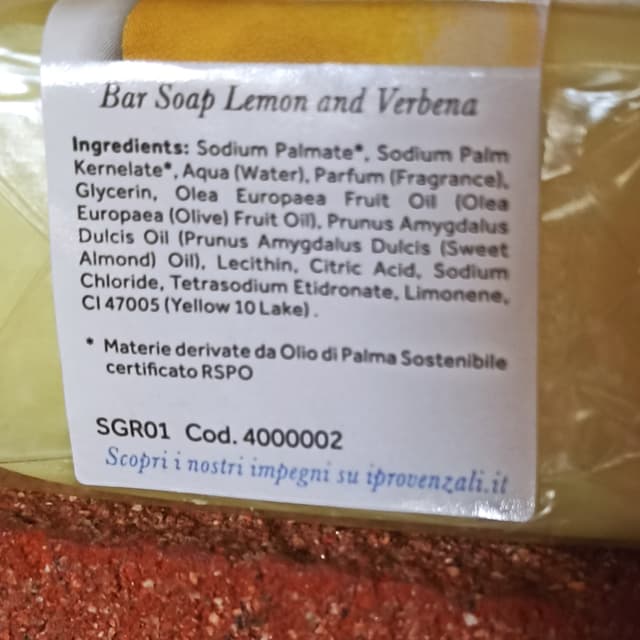 Bar Soap Lemon and Verbena
Ingredients: Sodium Palmate*, Sodium Palm
Kernelate*, Aqua (Water), Parfum (Fragrance),
Glycerin, Olea Europaea Fruit Oil (Olea
Europaea (Olive) Fruit Oil), Prunus Amygdalus
Dulcis Oil (Prunus Amygdalus Dulcis (Sweet
Almond) Oil), Lecithin, Citric Acid, Sodium
Chloride, Tetrasodium Etidronate, Limonene,
CI 47005 (Yellow 10 Lake).
* Materie derivate da Olio di Palma Sostenibile
certificato RSPO
SGR01 Cod. 4000002
Scopri i nostri impegni su iprovenzali.it